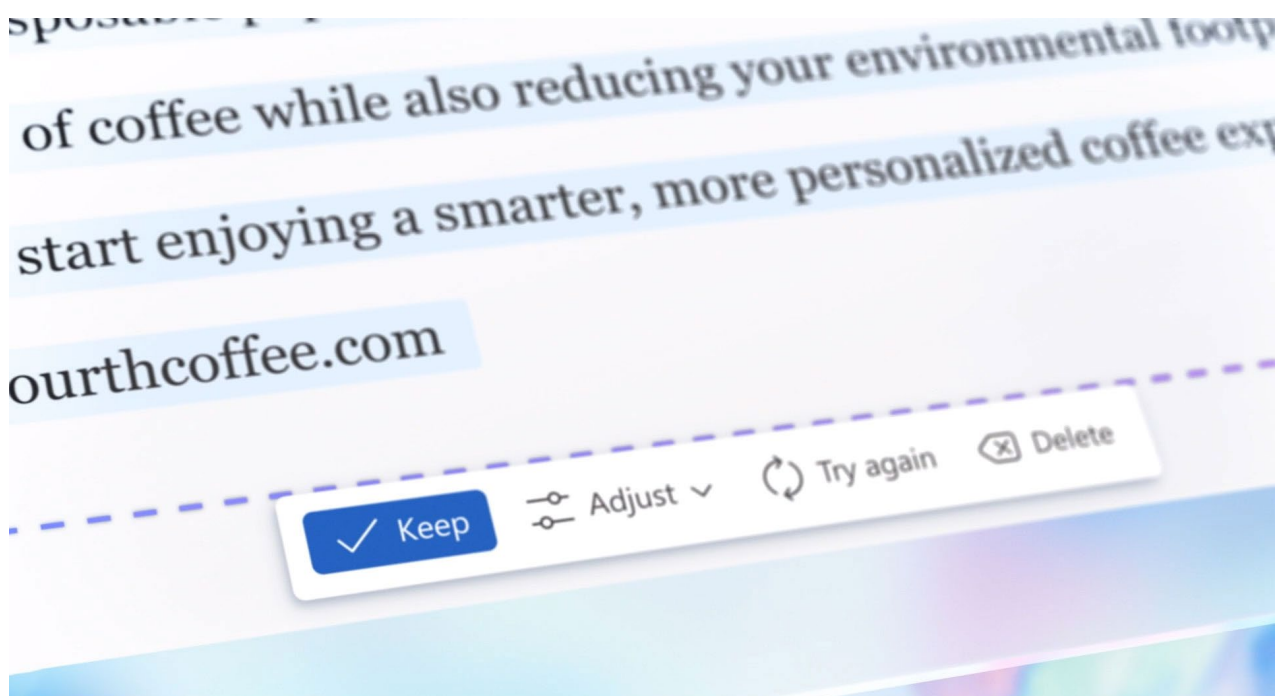 of coffee while also reducing your environmental
start enjoying a smarter, more personalized coffee
ourthcoffee.com
Keep Adjust Try again Delete